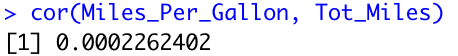 > cor(Miles_Per_Gallon, Tot_Miles)
[1] 0.0002262402